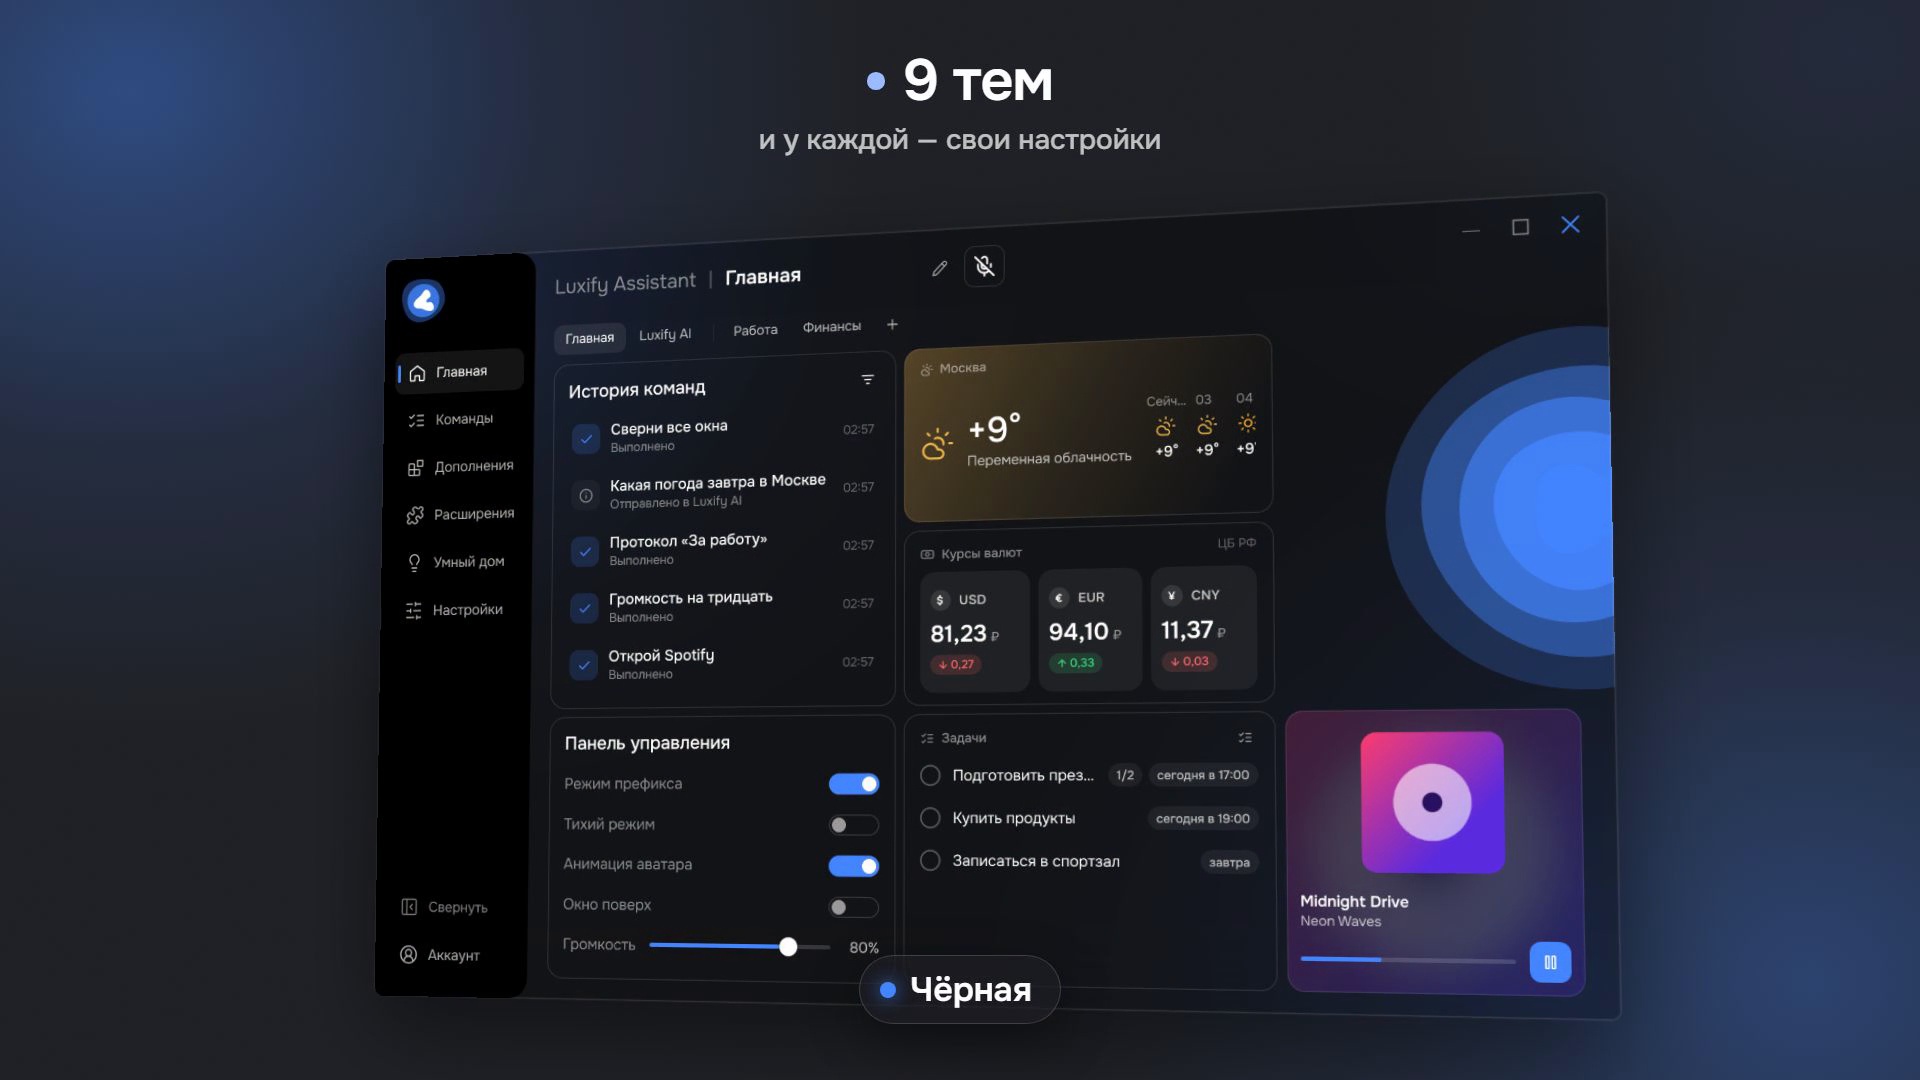 9 тем
и у каждой — свои настройки
Luxify Assistant | Главная
Главная
Luxify AI
Работа
Финансы
+
Главная
Команды
Дополнения
Расширения
Умный дом
Настройки
Свернуть
Аккаунт
История команд
Сверни все окна
Выполнено
02:57
Какая погода завтра в Москве
Отправлено в Luxify AI
02:57
Протокол «За работу»
Выполнено
02:57
Громкость на тридцать
Выполнено
02:57
Открой Spotify
Выполнено
02:57
Москва
+9°
Переменная облачность
Сейч... 03 04
+9° +9° +9°
Курсы валют
ЦБ РФ
$ USD
81,23 ₽
↓ 0,27
€ EUR
94,10 ₽
↑ 0,33
¥ CNY
11,37 ₽
↓ 0,03
Панель управления
Режим префикса
Тихий режим
Анимация аватара
Окно поверх
Громкость
80%
Задачи
Подготовить през... 1/2 сегодня в 17:00
Купить продукты сегодня в 19:00
Записаться в спортзал завтра
Midnight Drive
Neon Waves
Чёрная